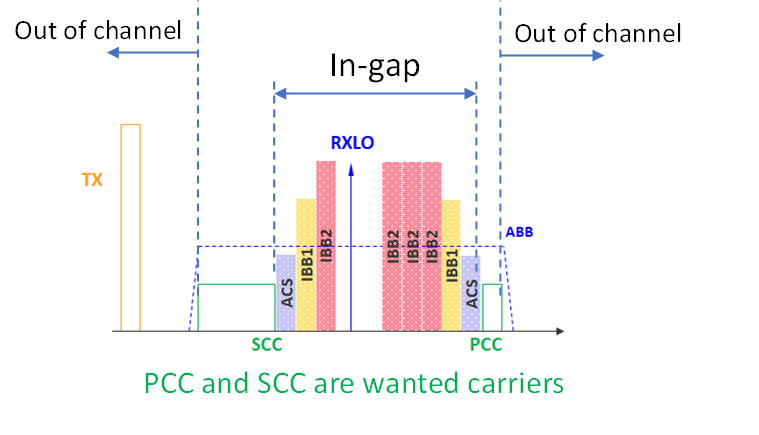 Out of channel
Out of channel
In-gap
RXLO
TX
ABB
ACS
IBB1
IBB2
IBB2
IBB2
IBB2
IBB1
ACS
SCC
PCC
PCC and SCC are wanted carriers